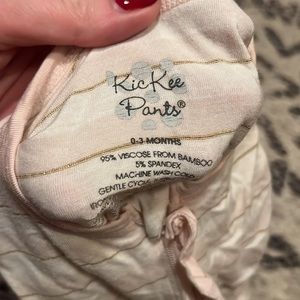 KicKee
Pants®
0-3 MONTHS
95% VISCOSE FROM BAMBOO
5% SPANDEX
MACHINE WASH COLD
GENTLE CYCLE